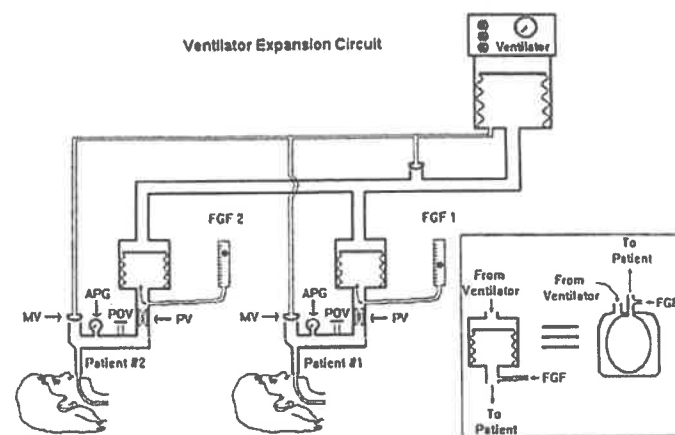 Ventilator Expansion Circuit
Ventilator
FGF 2
FGF 1
APG
POV
MV
PV
Patient #2
APG
POV
MV
PV
Patient #1
To
Patient
From
Ventilator
From
Ventilator
FGF
FGF
To
Patient